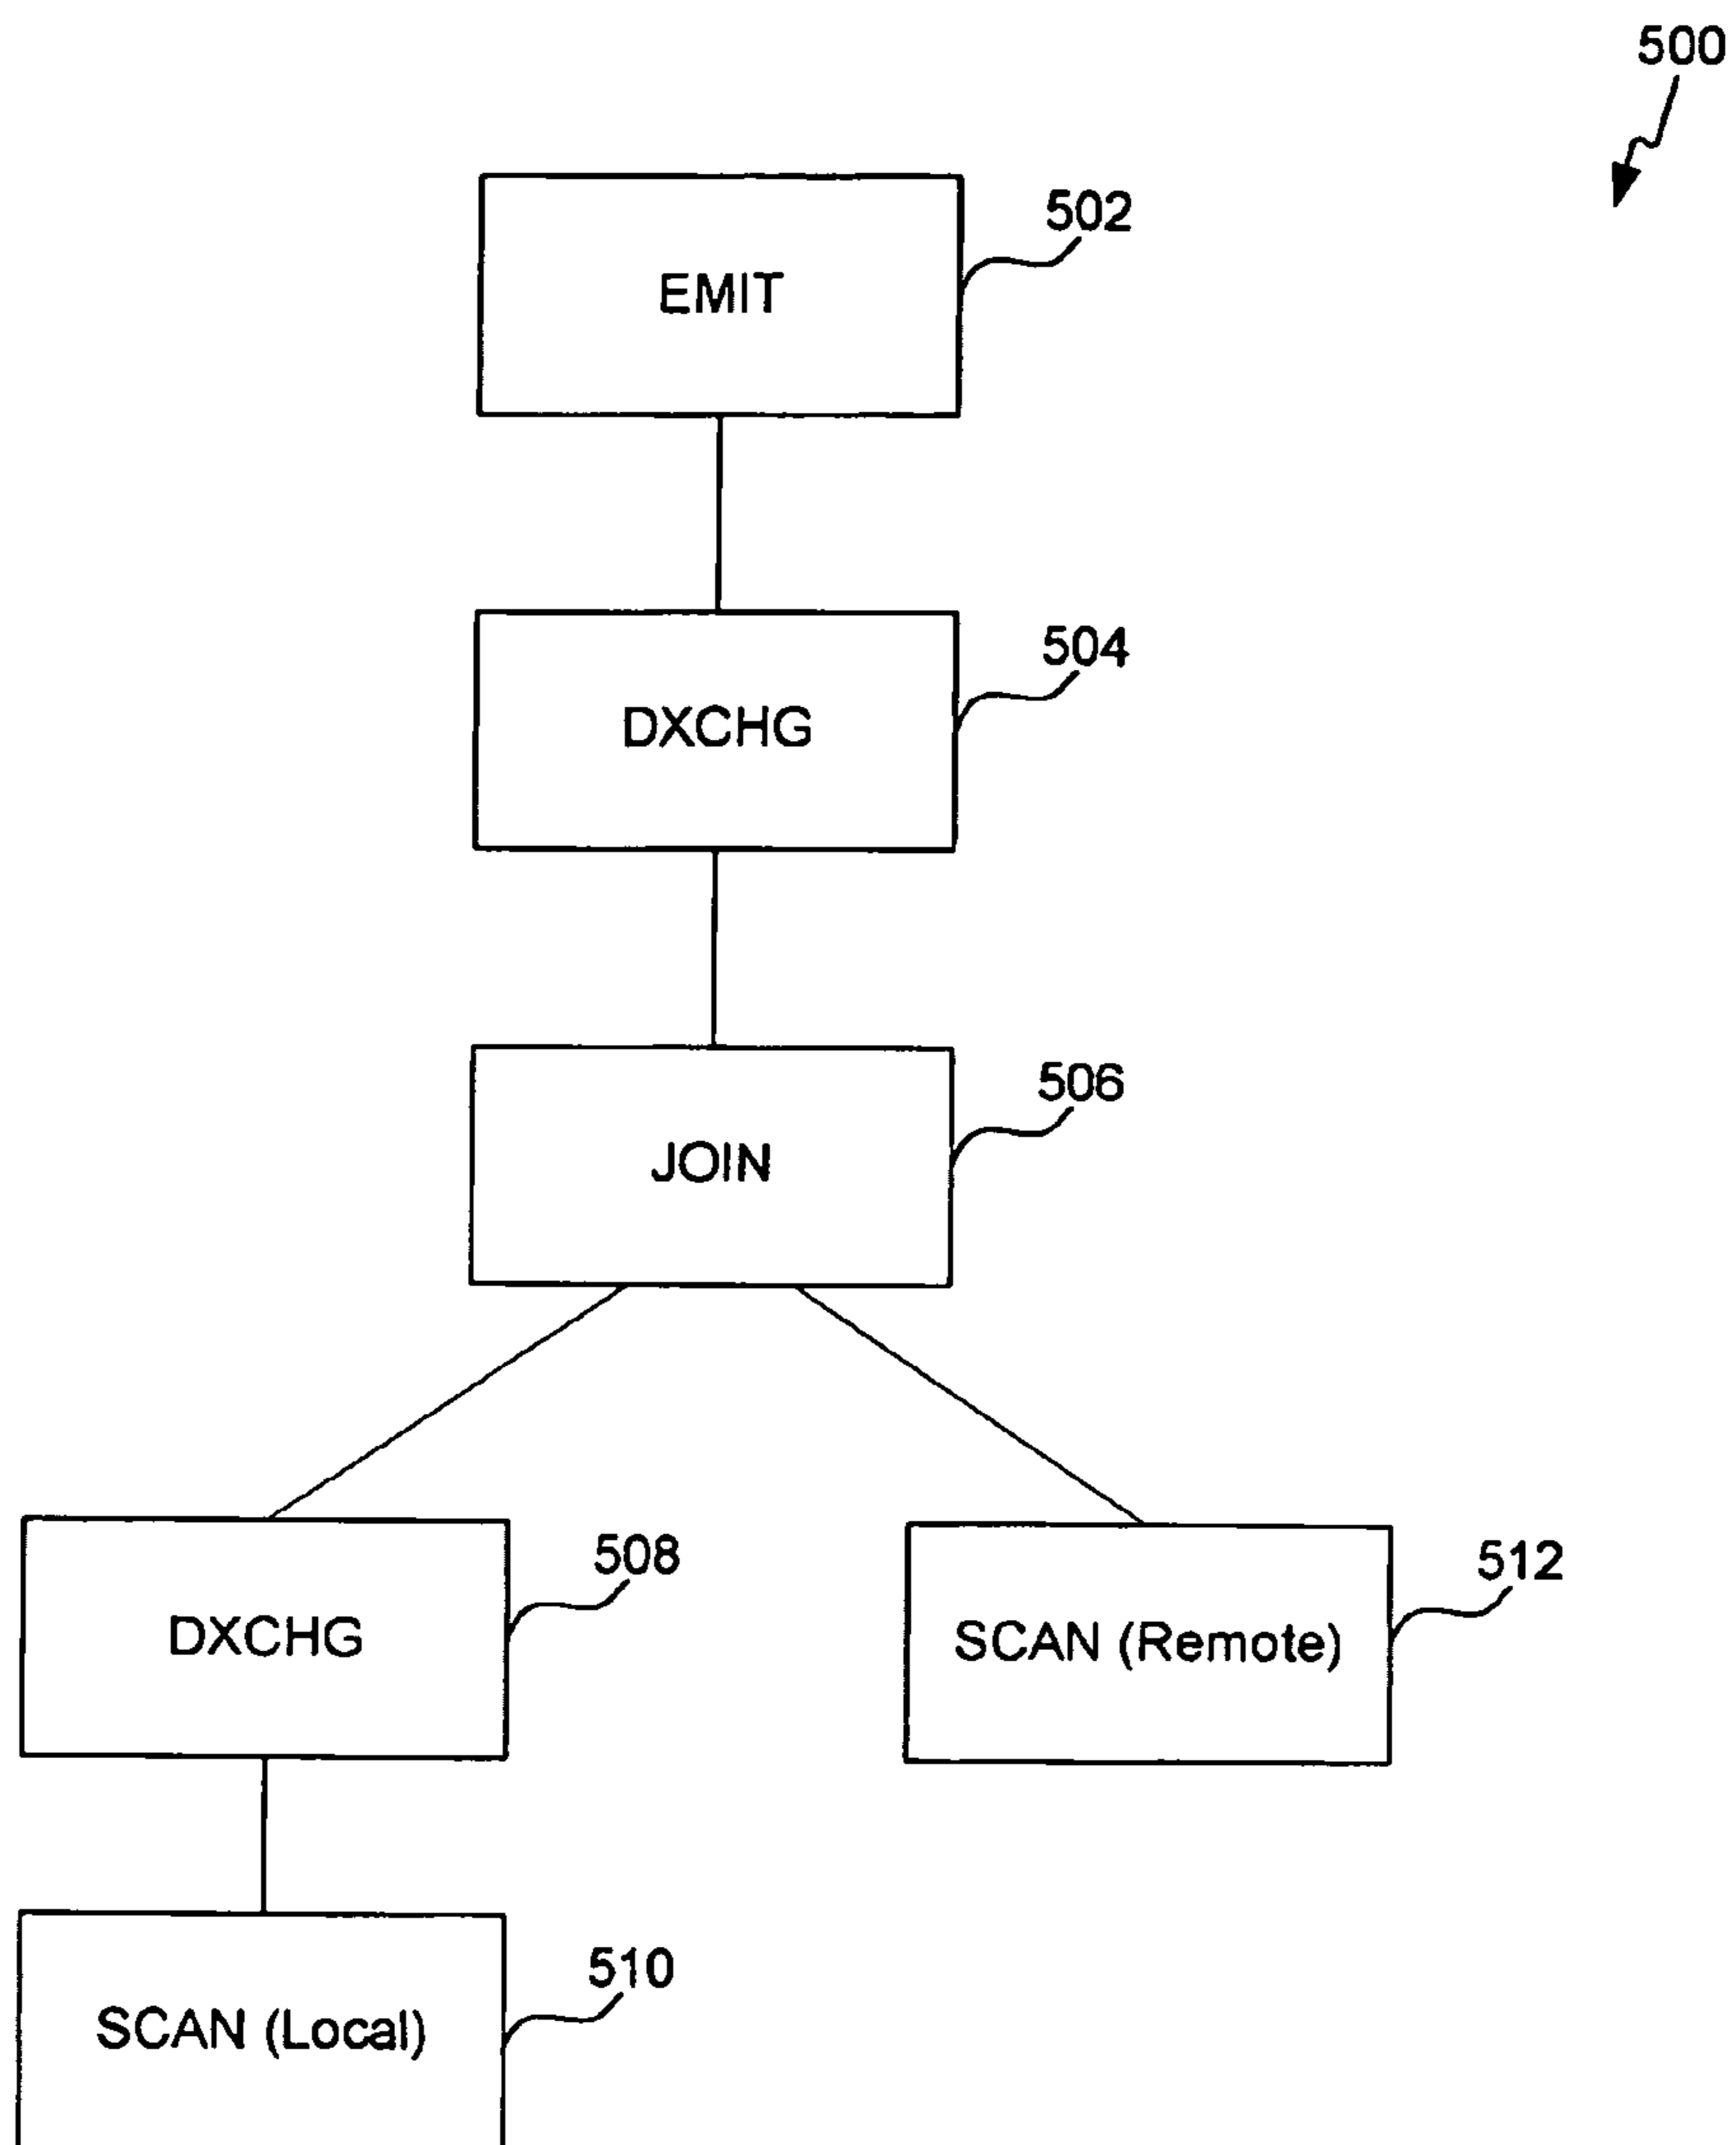 500
502
EMIT
504
DXCHG
506
JOIN
508
512
DXCHG
SCAN (Remote)
510
SCAN (Local)